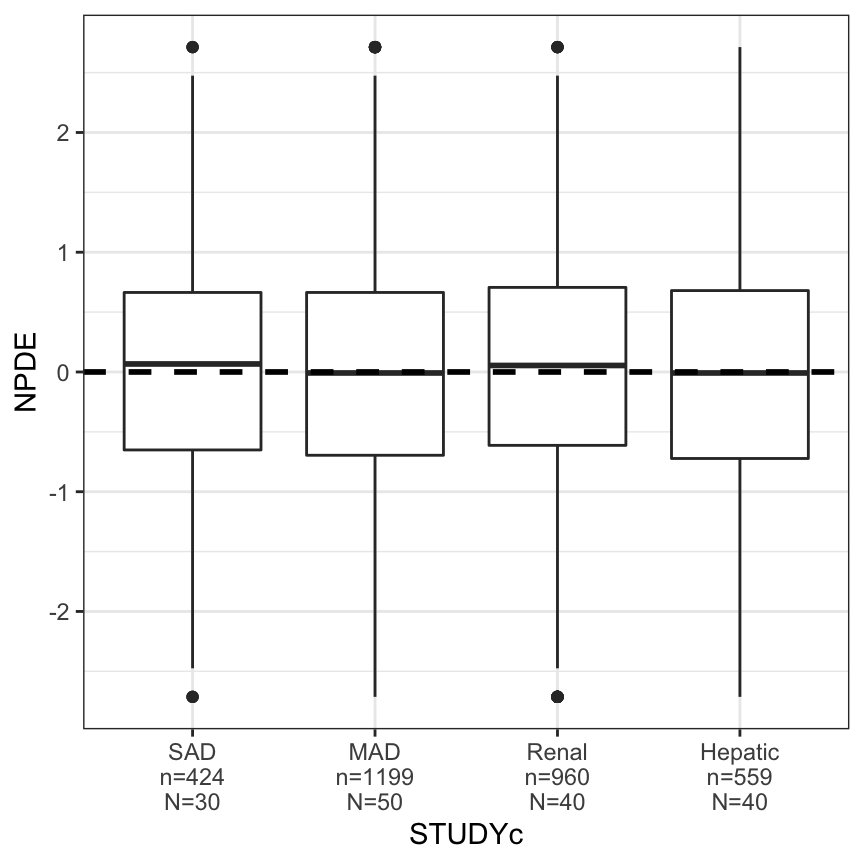 NPDE
2
1
0
-1
-2
SAD MAD Renal Hepatic
n=424 n=1199 n=960 n=559
N=30 N=50 N=40 N=40
STUDYc